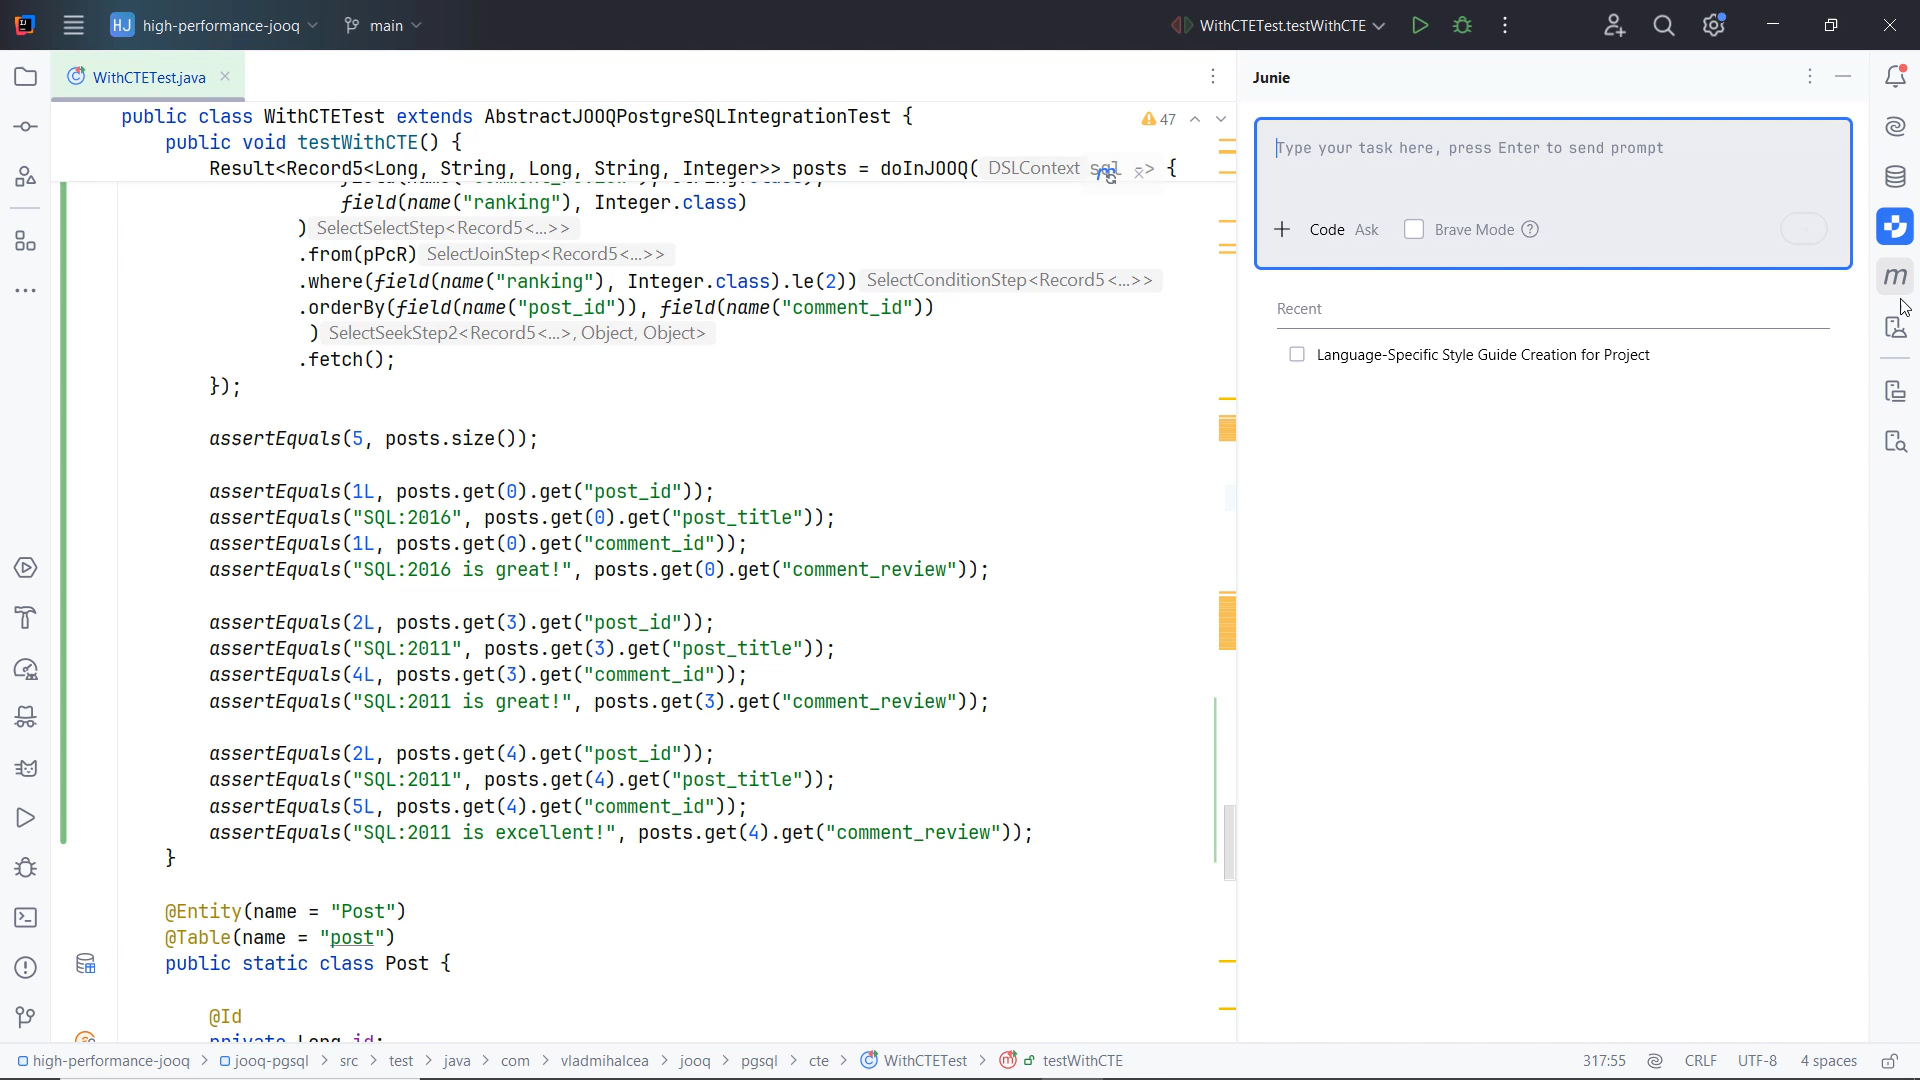 HJ high-performance-jooq main WithCTETest.testWithCTE
WithCTETest.java
public class WithCTETest extends AbstractJOOQPostgreSQLIntegrationTest { 47
public void testWithCTE() {
Result<Record5<Long, String, Long, String, Integer>> posts = doInJOOQ( DSLContext sql -> {
field(name("ranking"), Integer.class)
) SelectSelectStep<Record5<...>>
.from(pPcR) SelectJoinStep<Record5<...>>
.where(field(name("ranking"), Integer.class).le(2)) SelectConditionStep<Record5<...>>
.orderBy(field(name("post_id")), field(name("comment_id"))
) SelectSeekStep2<Record5<...>, Object, Object>
.fetch();
});
assertEquals(5, posts.size());
assertEquals(1L, posts.get(0).get("post_id"));
assertEquals("SQL:2016", posts.get(0).get("post_title"));
assertEquals(1L, posts.get(0).get("comment_id"));
assertEquals("SQL:2016 is great!", posts.get(0).get("comment_review"));
assertEquals(2L, posts.get(3).get("post_id"));
assertEquals("SQL:2011", posts.get(3).get("post_title"));
assertEquals(4L, posts.get(3).get("comment_id"));
assertEquals("SQL:2011 is great!", posts.get(3).get("comment_review"));
assertEquals(2L, posts.get(4).get("post_id"));
assertEquals("SQL:2011", posts.get(4).get("post_title"));
assertEquals(5L, posts.get(4).get("comment_id"));
assertEquals("SQL:2011 is excellent!", posts.get(4).get("comment_review"));
}
@Entity(name = "Post")
@Table(name = "post")
public static class Post {
@Id
private Long id;
Junie
Type your task here, press Enter to send prompt
Code Ask Brave Mode
Recent
Language-Specific Style Guide Creation for Project
m
high-performance-jooq > jooq-pgsql > src > test > java > com > vladmihalcea > jooq > pgsql > cte > WithCTETest > testWithCTE 317:55 CRLF UTF-8 4 spaces